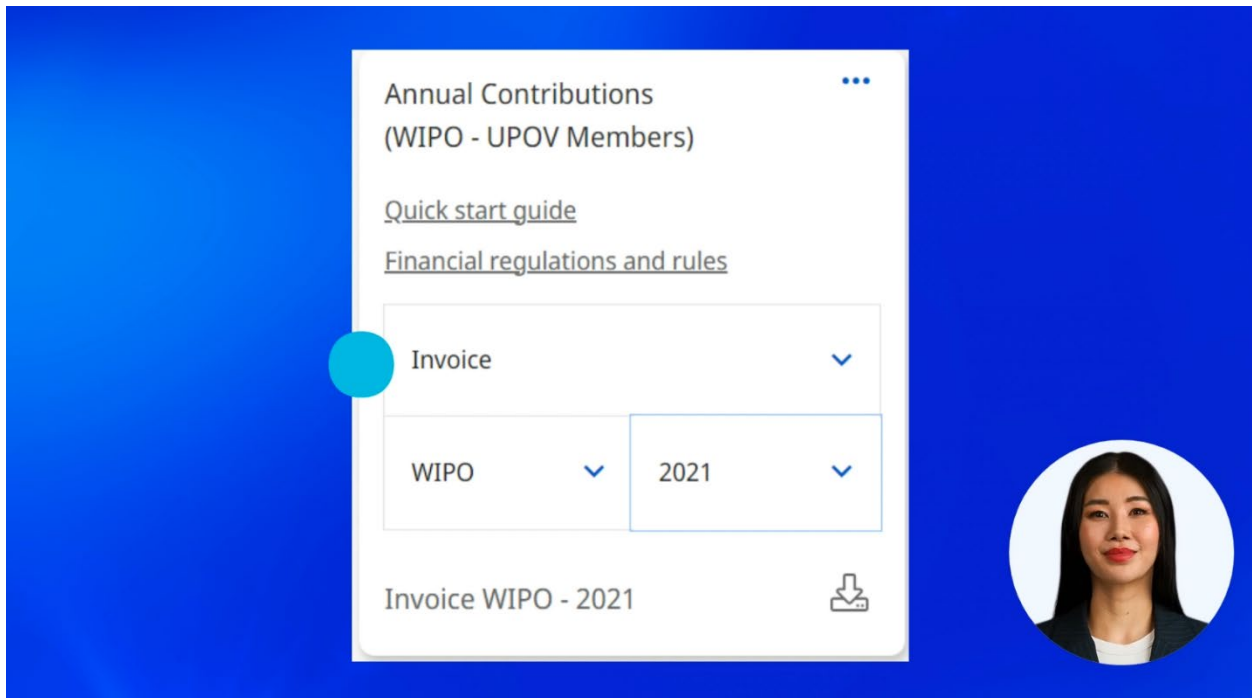 Annual Contributions
(WIPO - UPOV Members)
Quick start guide
Financial regulations and rules
Invoice
WIPO
2021
Invoice WIPO - 2021